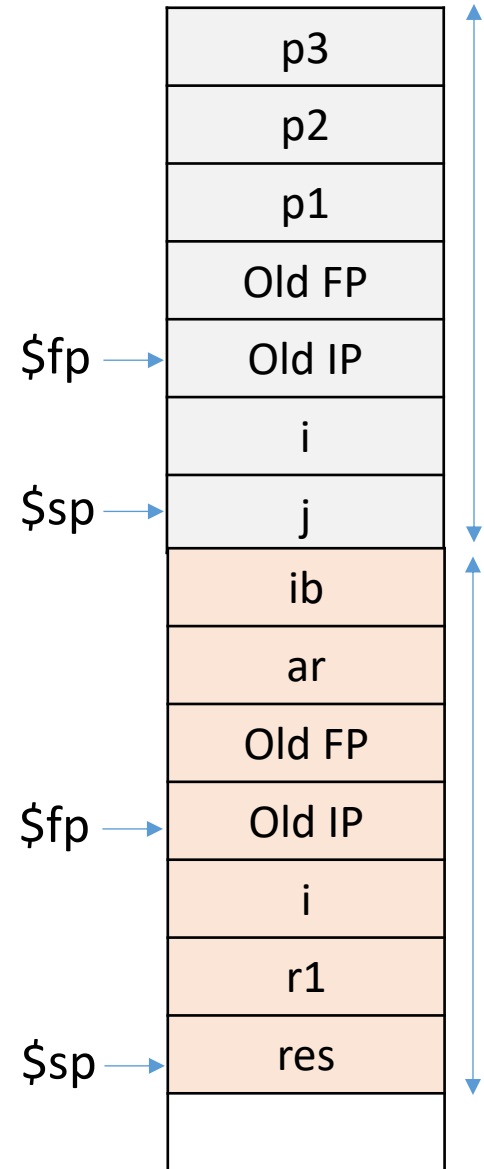 p3
p2
p1
Old FP
$fp Old IP
i
$sp j
ib
ar
Old FP
$fp Old IP
i
r1
$sp res